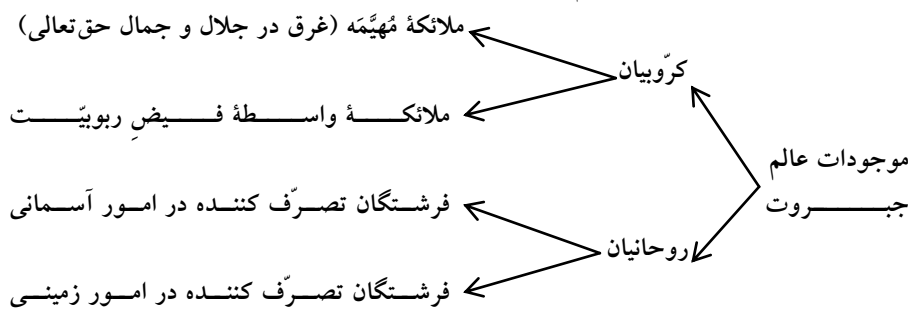 موجودات عالم
جبروت
کرّوبیان
ملائکهٔ مُهیَّمَه (غرق در جلال و جمال حق‌تعالی)
ملائکهٔ واسطهٔ فیضِ ربوبیّت
روحانیان
فرشتگان تصرّف کننده در امور آسمانی
فرشتگان تصرّف کننده در امور زمینی